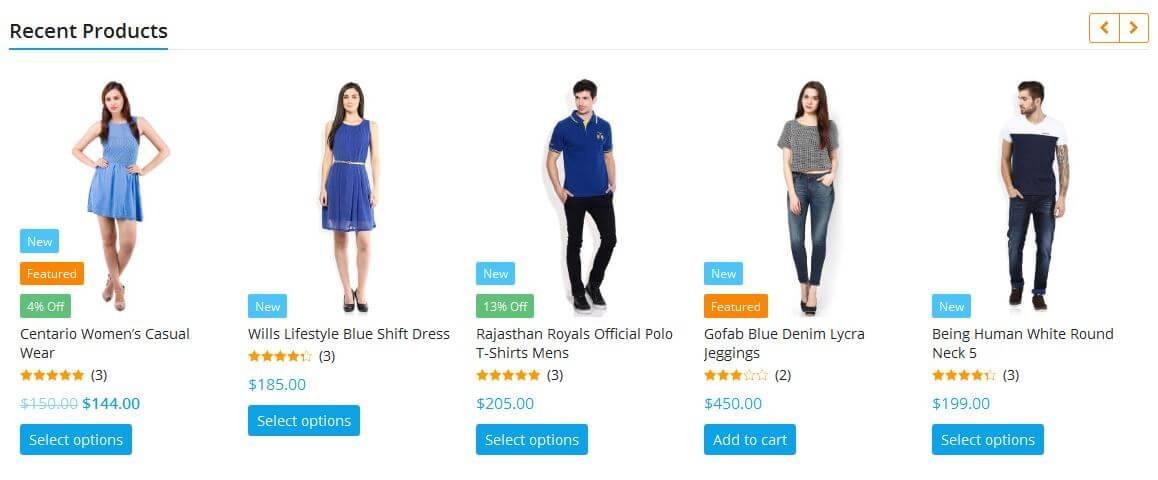 Recent Products
New
Featured
4% Off
Centario Women’s Casual
Wear
(3)
$150.00 $144.00
Select options
New
Wills Lifestyle Blue Shift Dress
(3)
$185.00
Select options
New
13% Off
Rajasthan Royals Official Polo
T-Shirts Mens
(3)
$205.00
Select options
New
Featured
Gofab Blue Denim Lycra
Jeggings
(2)
$450.00
Add to cart
New
Being Human White Round
Neck 5
(3)
$199.00
Select options